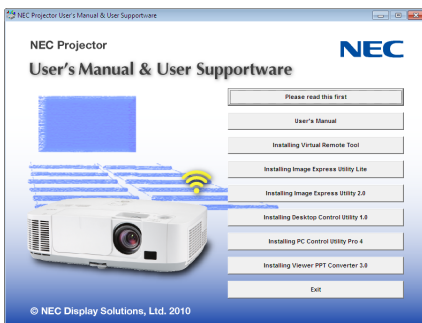 NEC Projector User's Manual & User Supportware
NEC Projector
NEC
User's Manual & User Supportware
Please read this first
User's Manual
Installing Virtual Remote Tool
Installing Image Express Utility Lite
Installing Image Express Utility 2.0
Installing Desktop Control Utility 1.0
Installing PC Control Utility Pro 4
Installing Viewer PPT Converter 3.0
Exit
© NEC Display Solutions, Ltd. 2010